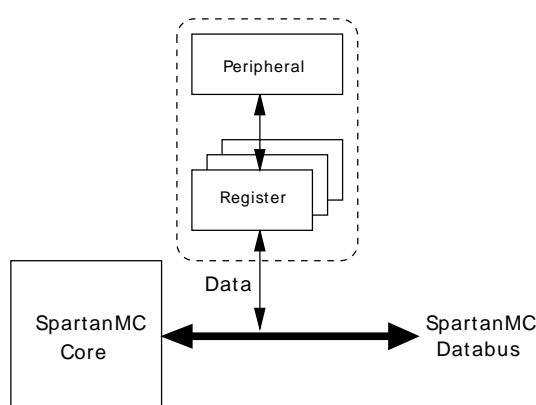 Peripheral
Register
Data
SpartanMC
Core
SpartanMC
Databus